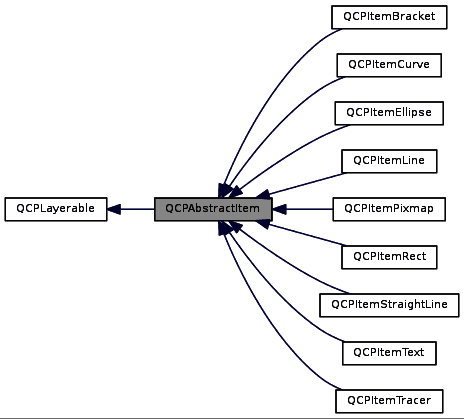 QCPItemBracket
QCPItemCurve
QCPItemEllipse
QCPItemLine
QCPLayerable
QCPAbstractItem
QCPItemPixmap
QCPItemRect
QCPItemStraightLine
QCPItemText
QCPItemTracer